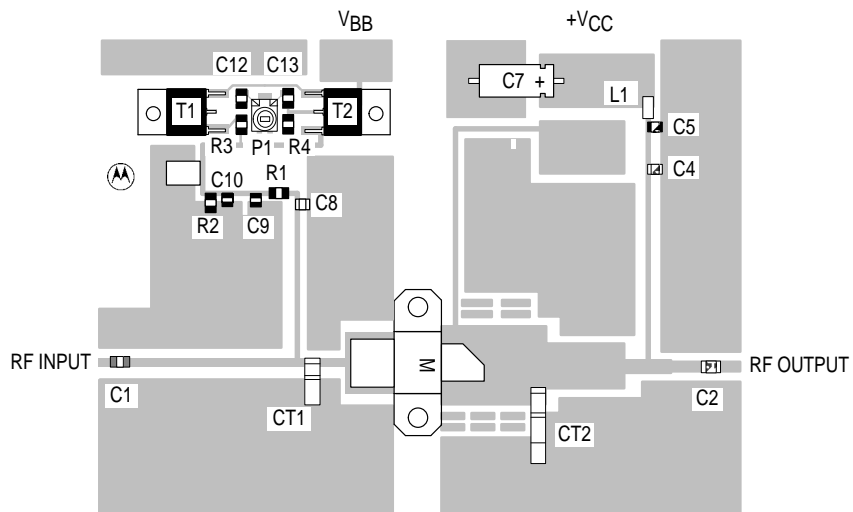 VBB
+VCC
C12 C13
C7 +
L1
T1
T2
C5
R3 P1 R4
C4
C10 R1
C8
R2 C9
RF INPUT
M
RF OUTPUT
C1
C2
CT1
CT2